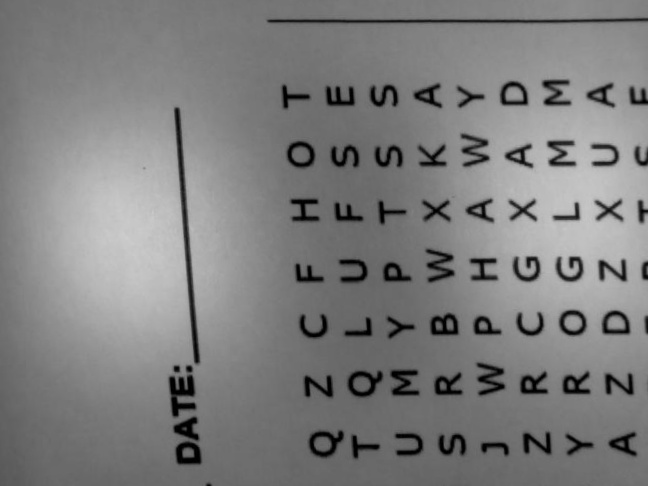 DATE:
Q Z C F H O T
T Q L U F S E
U M Y P T S S
S R B W X K A
J W P H A W Y
Z R C G X A D
Y R O G L M M
A Z D Z X U A